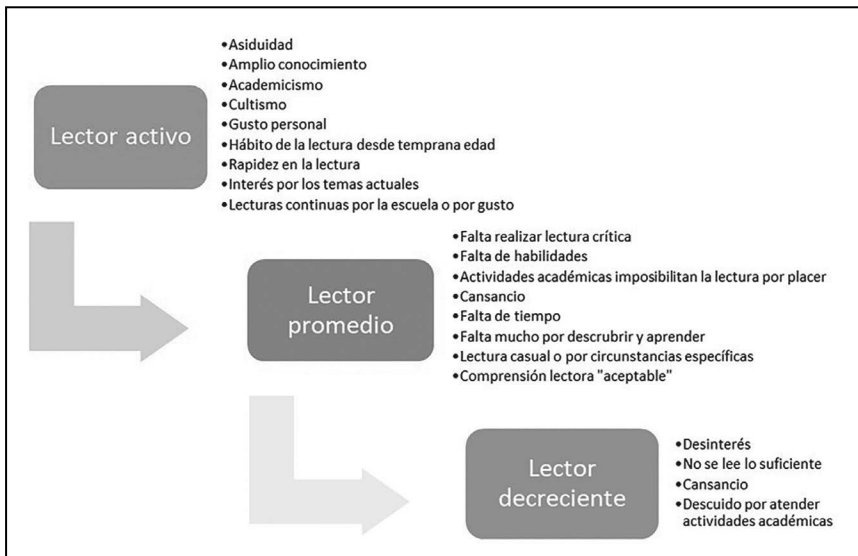 Lector activo
•Asiduidad
•Amplio conocimiento
•Academicismo
•Cultismo
•Gusto personal
•Hábito de la lectura desde temprana edad
•Rapidez en la lectura
•Interés por los temas actuales
•Lecturas continuas por la escuela o por gusto
Lector
promedio
•Falta realizar lectura crítica
•Falta de habilidades
•Actividades académicas imposibilitan la lectura por placer
•Cansancio
•Falta de tiempo
•Falta mucho por descrubrir y aprender
•Lectura casual o por circunstancias específicas
•Comprensión lectora "aceptable"
Lector
decreciente
•Desinterés
•No se lee lo suficiente
•Cansancio
•Descuido por atender
actividades académicas